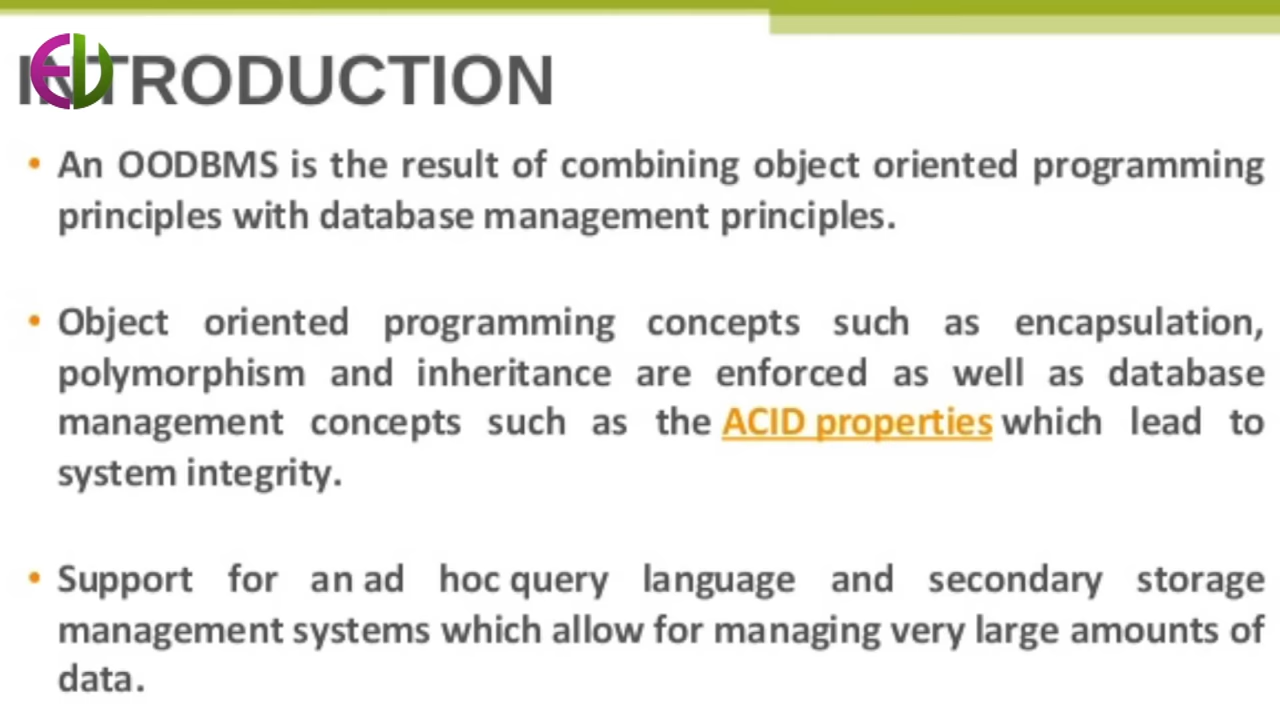 INTRODUCTION
• An OODBMS is the result of combining object oriented programming
principles with database management principles.
• Object oriented programming concepts such as encapsulation,
polymorphism and inheritance are enforced as well as database
management concepts such as the ACID properties which lead to
system integrity.
• Support for an ad hoc query language and secondary storage
management systems which allow for managing very large amounts of
data.